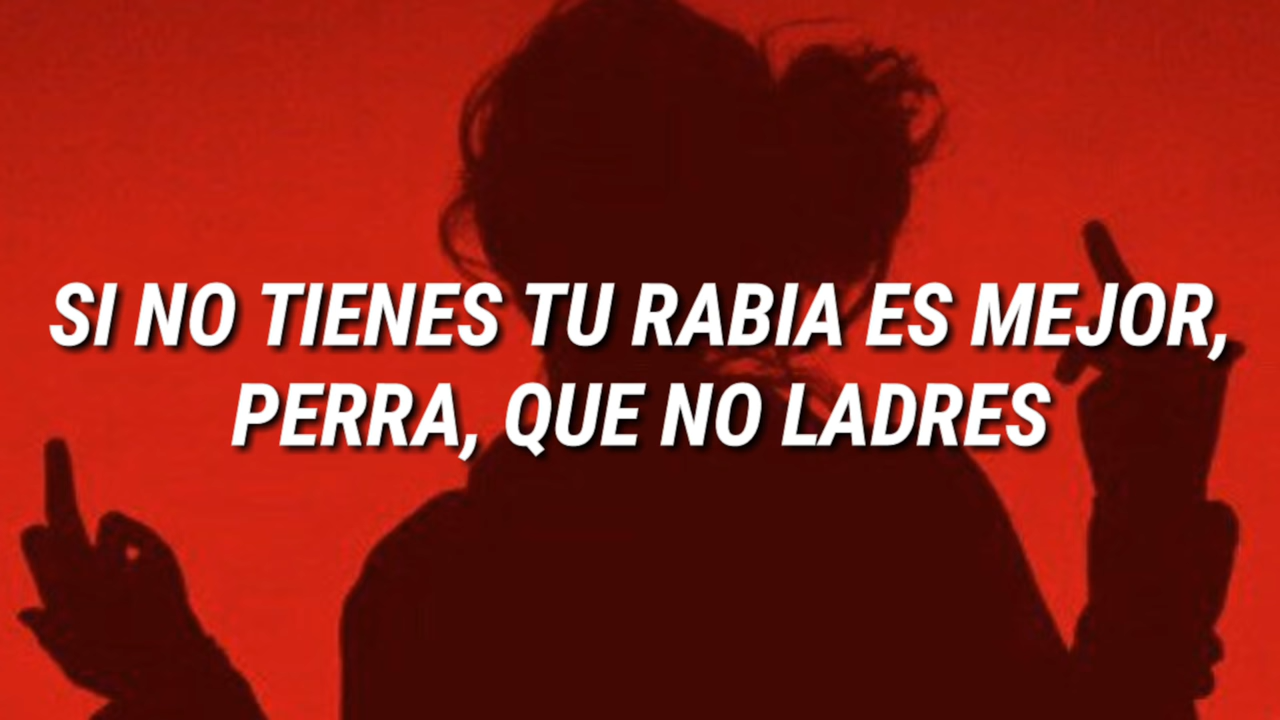 SI NO TIENES TU RABIA ES MEJOR,
PERRA, QUE NO LADRES